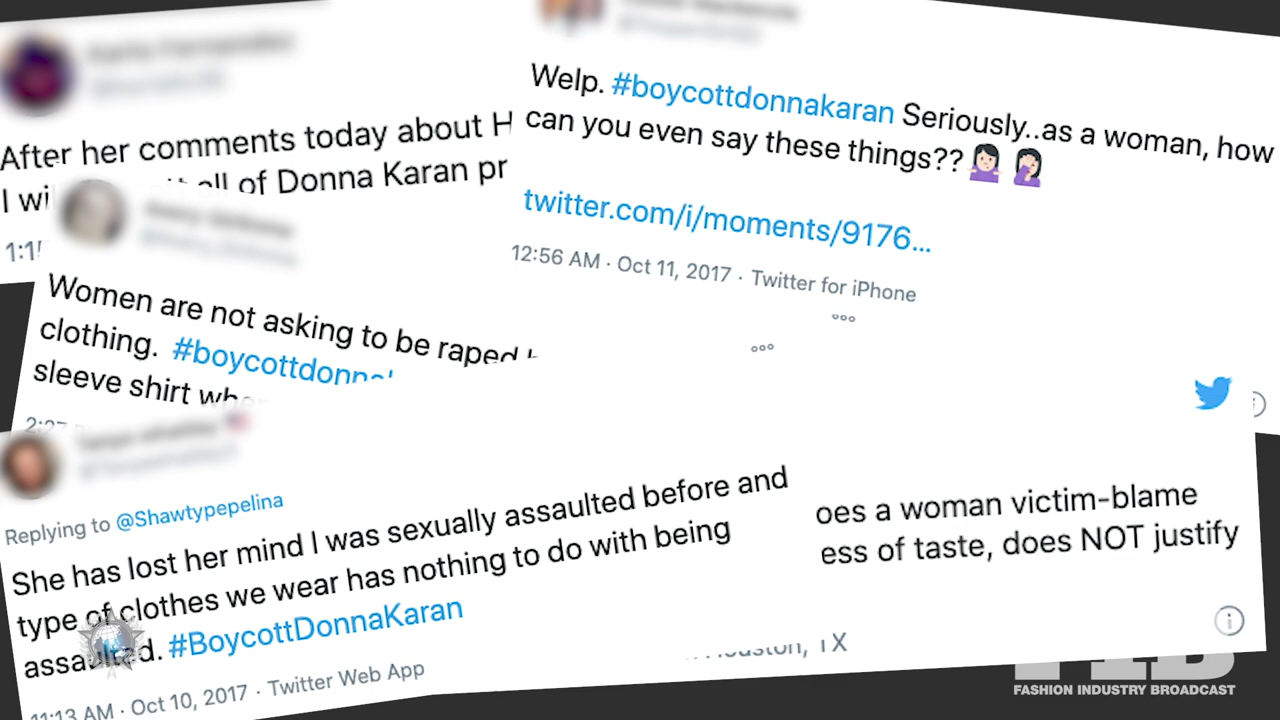 After her comments today about H
I wi all of Donna Karan pr
1:1
Welp. #boycottdonnakaran Seriously..as a woman, how
can you even say these things??
twitter.com/i/moments/9176...
12:56 AM · Oct 11, 2017 · Twitter for iPhone
Women are not asking to be raped
clothing. #boycottdonna
sleeve shirt whe
2:27
Replying to @Shawtypepelina
She has lost her mind I was sexually assaulted before and
type of clothes we wear has nothing to do with being
assaulted. #BoycottDonnaKaran
11:13 AM · Oct 10, 2017 · Twitter Web App
oes a woman victim-blame
ess of taste, does NOT justify
Houston, TX
FIB
FASHION INDUSTRY BROADCAST